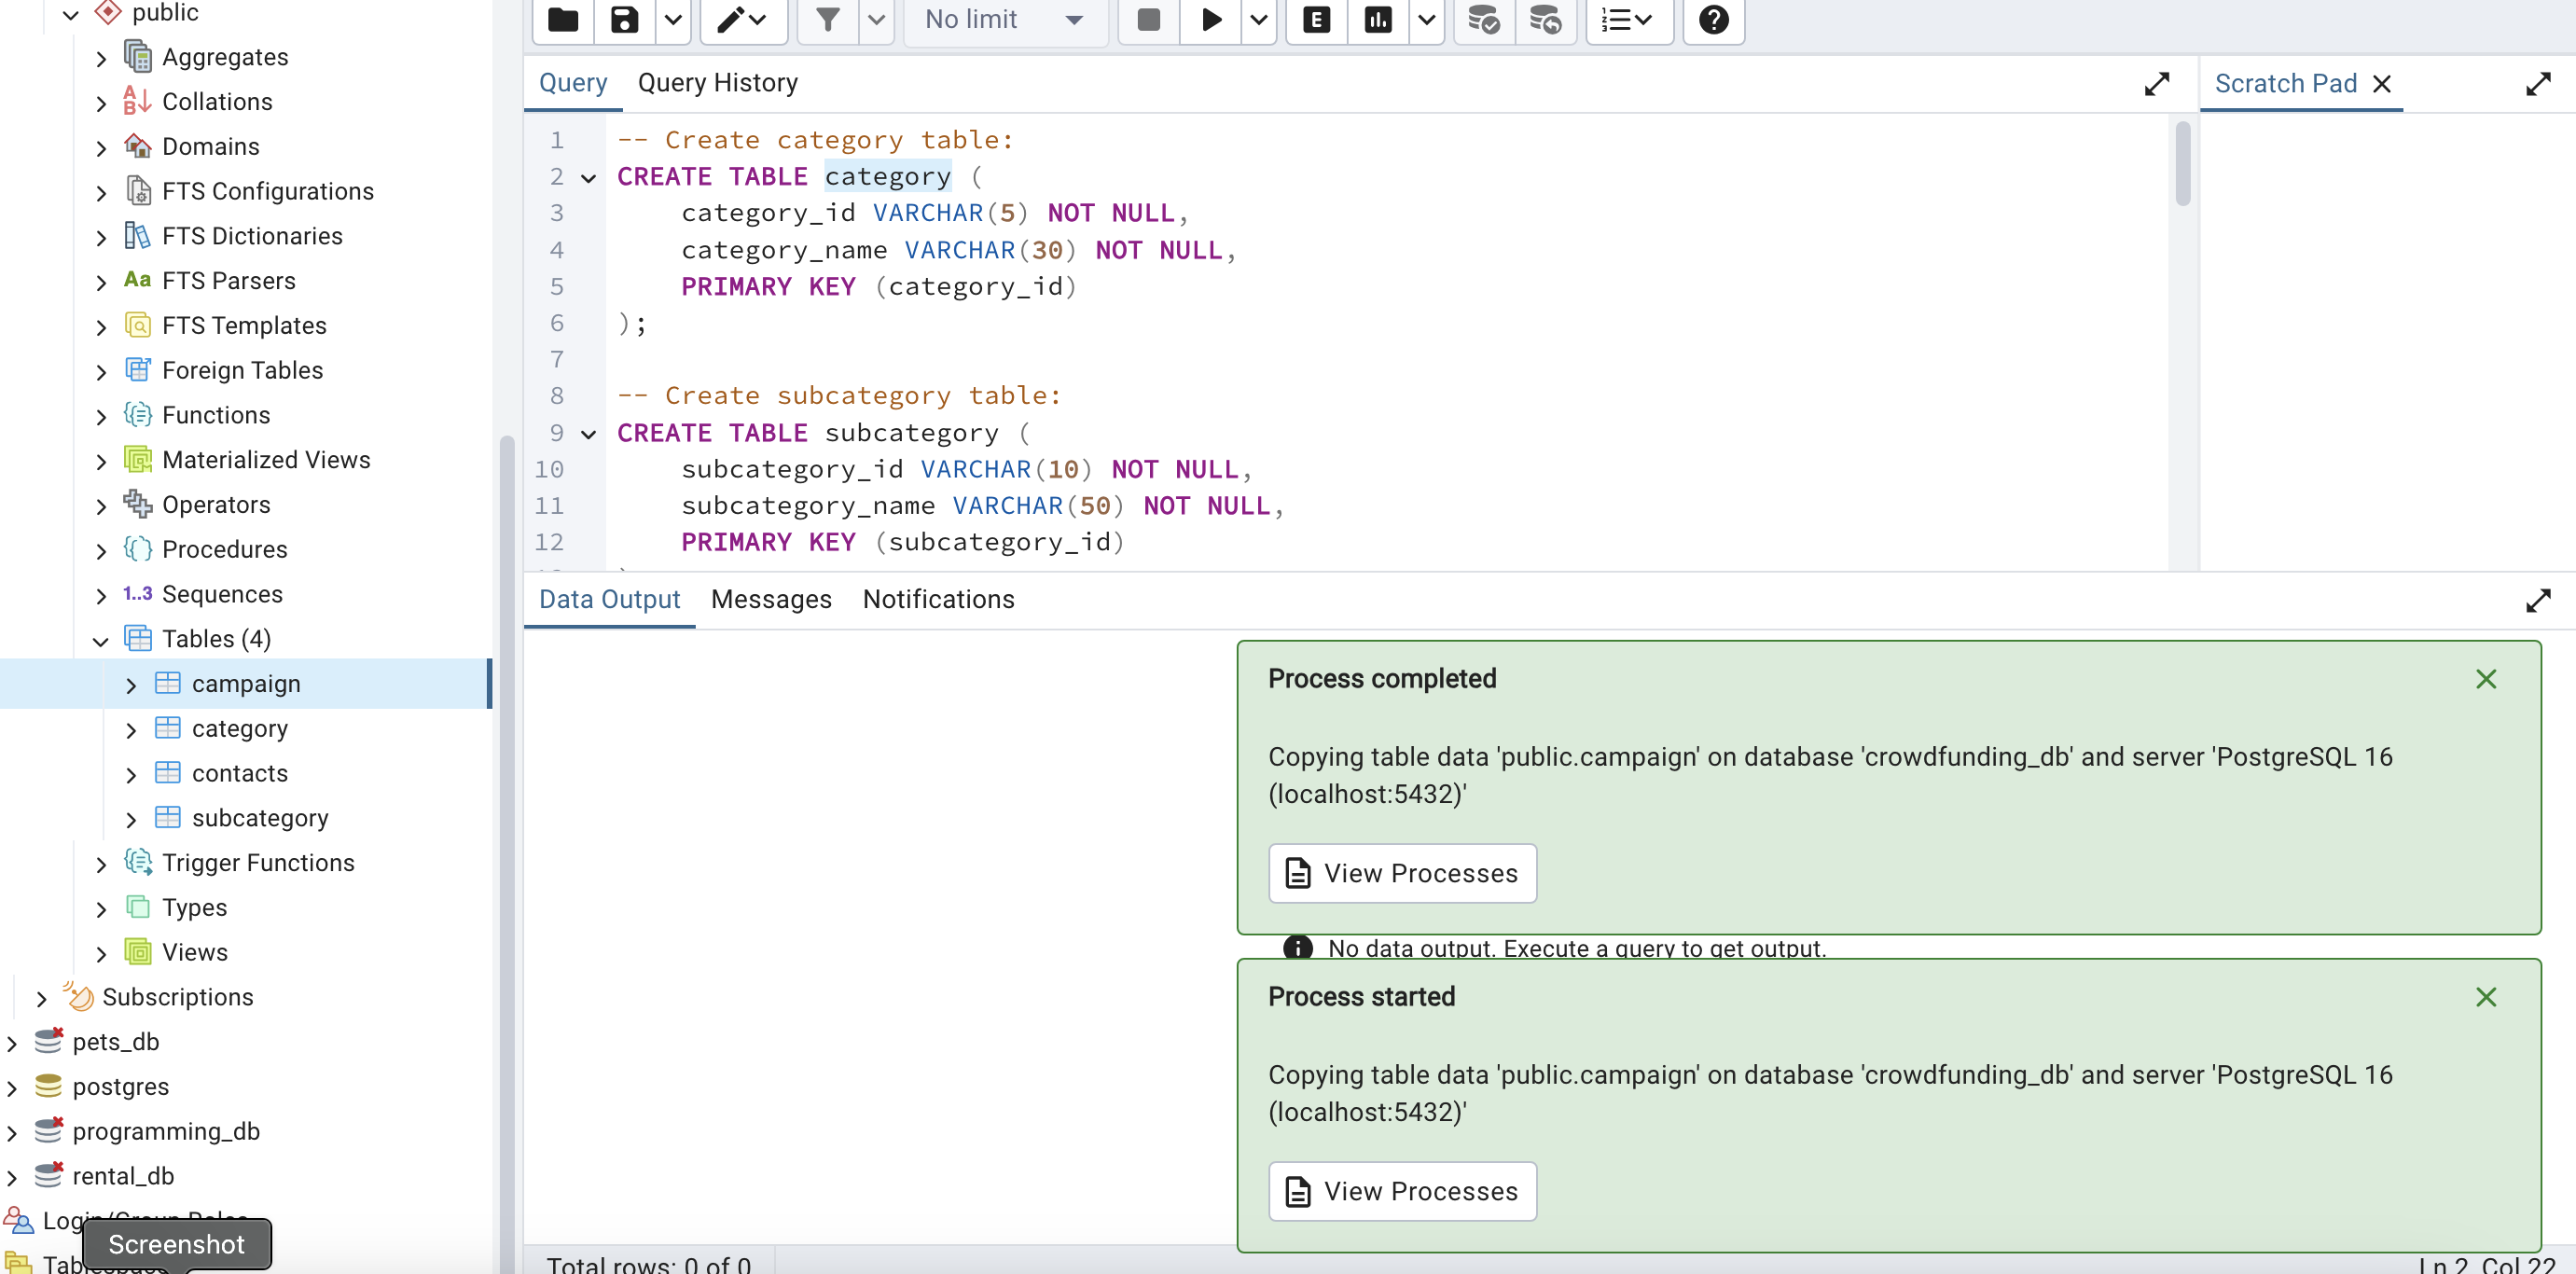 public
Aggregates
Collations
Domains
FTS Configurations
FTS Dictionaries
Aa FTS Parsers
FTS Templates
Foreign Tables
Functions
Materialized Views
Operators
Procedures
1..3 Sequences
Tables (4)
campaign
category
contacts
subcategory
Trigger Functions
Types
Views
Subscriptions
pets_db
postgres
programming_db
rental_db
Login/Group Roles
Screenshot
No limit
E
Query Query History
Scratch Pad
1 -- Create category table:
2 CREATE TABLE category (
3 category_id VARCHAR(5) NOT NULL,
4 category_name VARCHAR(30) NOT NULL,
5 PRIMARY KEY (category_id)
6 );
7
8 -- Create subcategory table:
9 CREATE TABLE subcategory (
10 subcategory_id VARCHAR(10) NOT NULL,
11 subcategory_name VARCHAR(50) NOT NULL,
12 PRIMARY KEY (subcategory_id)
Data Output Messages Notifications
Process completed
Copying table data 'public.campaign' on database 'crowdfunding_db' and server 'PostgreSQL 16
(localhost:5432)'
View Processes
No data output. Execute a query to get output.
Process started
Copying table data 'public.campaign' on database 'crowdfunding_db' and server 'PostgreSQL 16
(localhost:5432)'
View Processes
Total rows: 0 of 0
Ln 2, Col 22